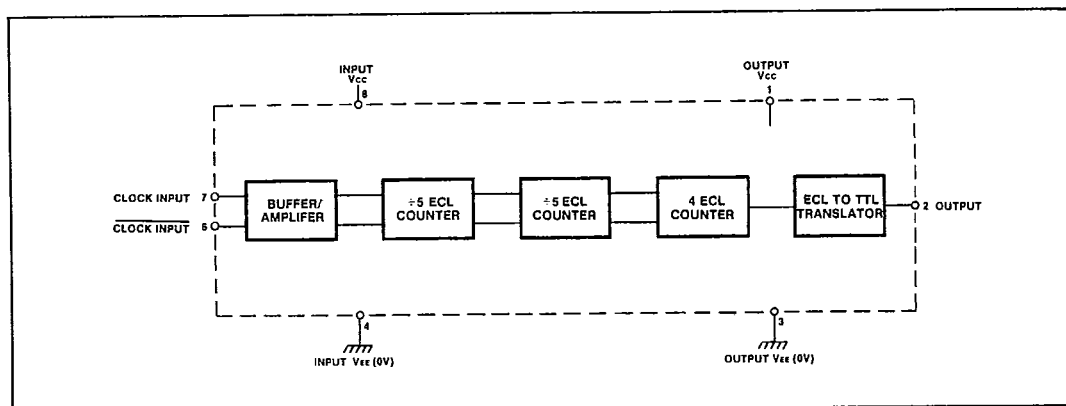 INPUT
VCC
8
OUTPUT
VCC
1
CLOCK INPUT 7
CLOCK INPUT 6
BUFFER/
AMPLIFER
÷5 ECL
COUNTER
÷5 ECL
COUNTER
4 ECL
COUNTER
ECL TO TTL
TRANSLATOR
2 OUTPUT
4
INPUT VEE (0V)
3
OUTPUT VEE (0V)